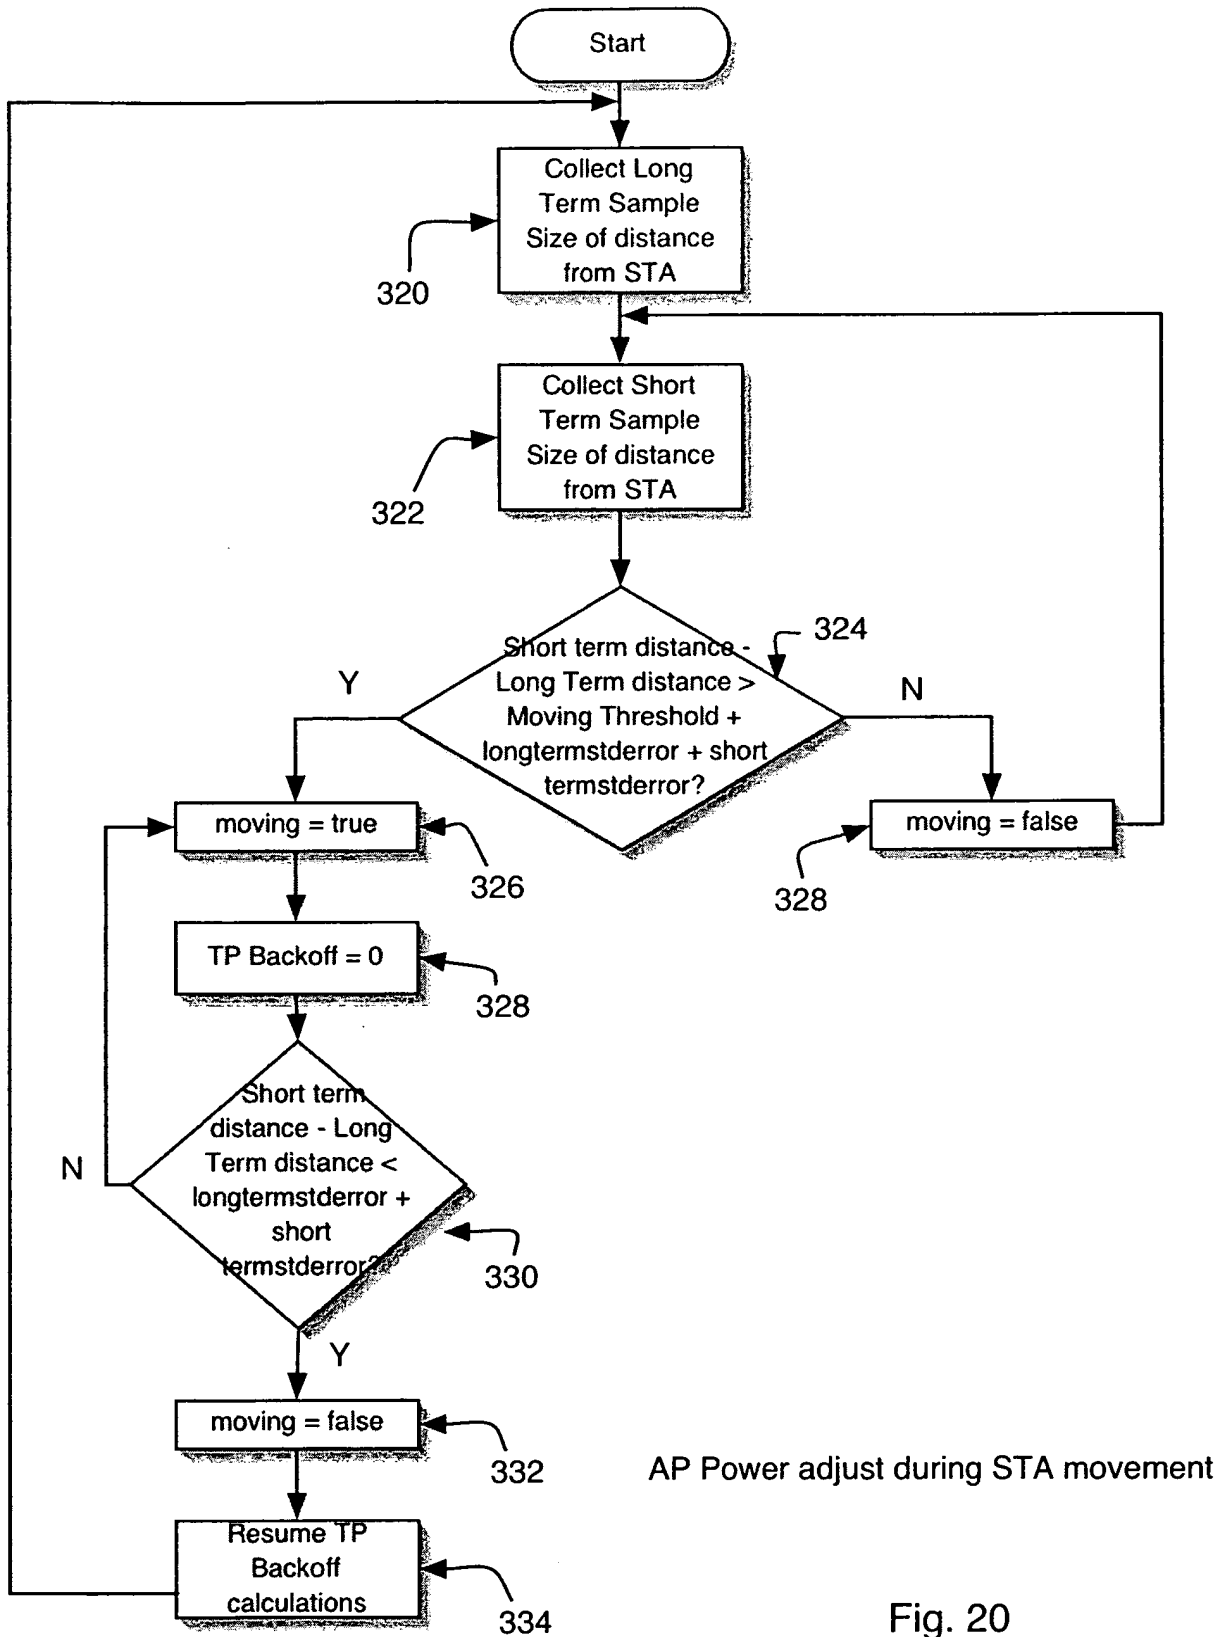 Start
Collect Long
Term Sample
Size of distance
from STA
320
Collect Short
Term Sample
Size of distance
from STA
322
Short term distance -
Long Term distance >
Moving Threshold +
longtermstderror + short
termstderror?
324
Y
N
moving = true
326
moving = false
328
TP Backoff = 0
328
Short term
distance - Long
Term distance <
longtermstderror +
short
termstderror?
N
330
Y
moving = false
332
AP Power adjust during STA movement
Resume TP
Backoff
calculations
334
Fig. 20